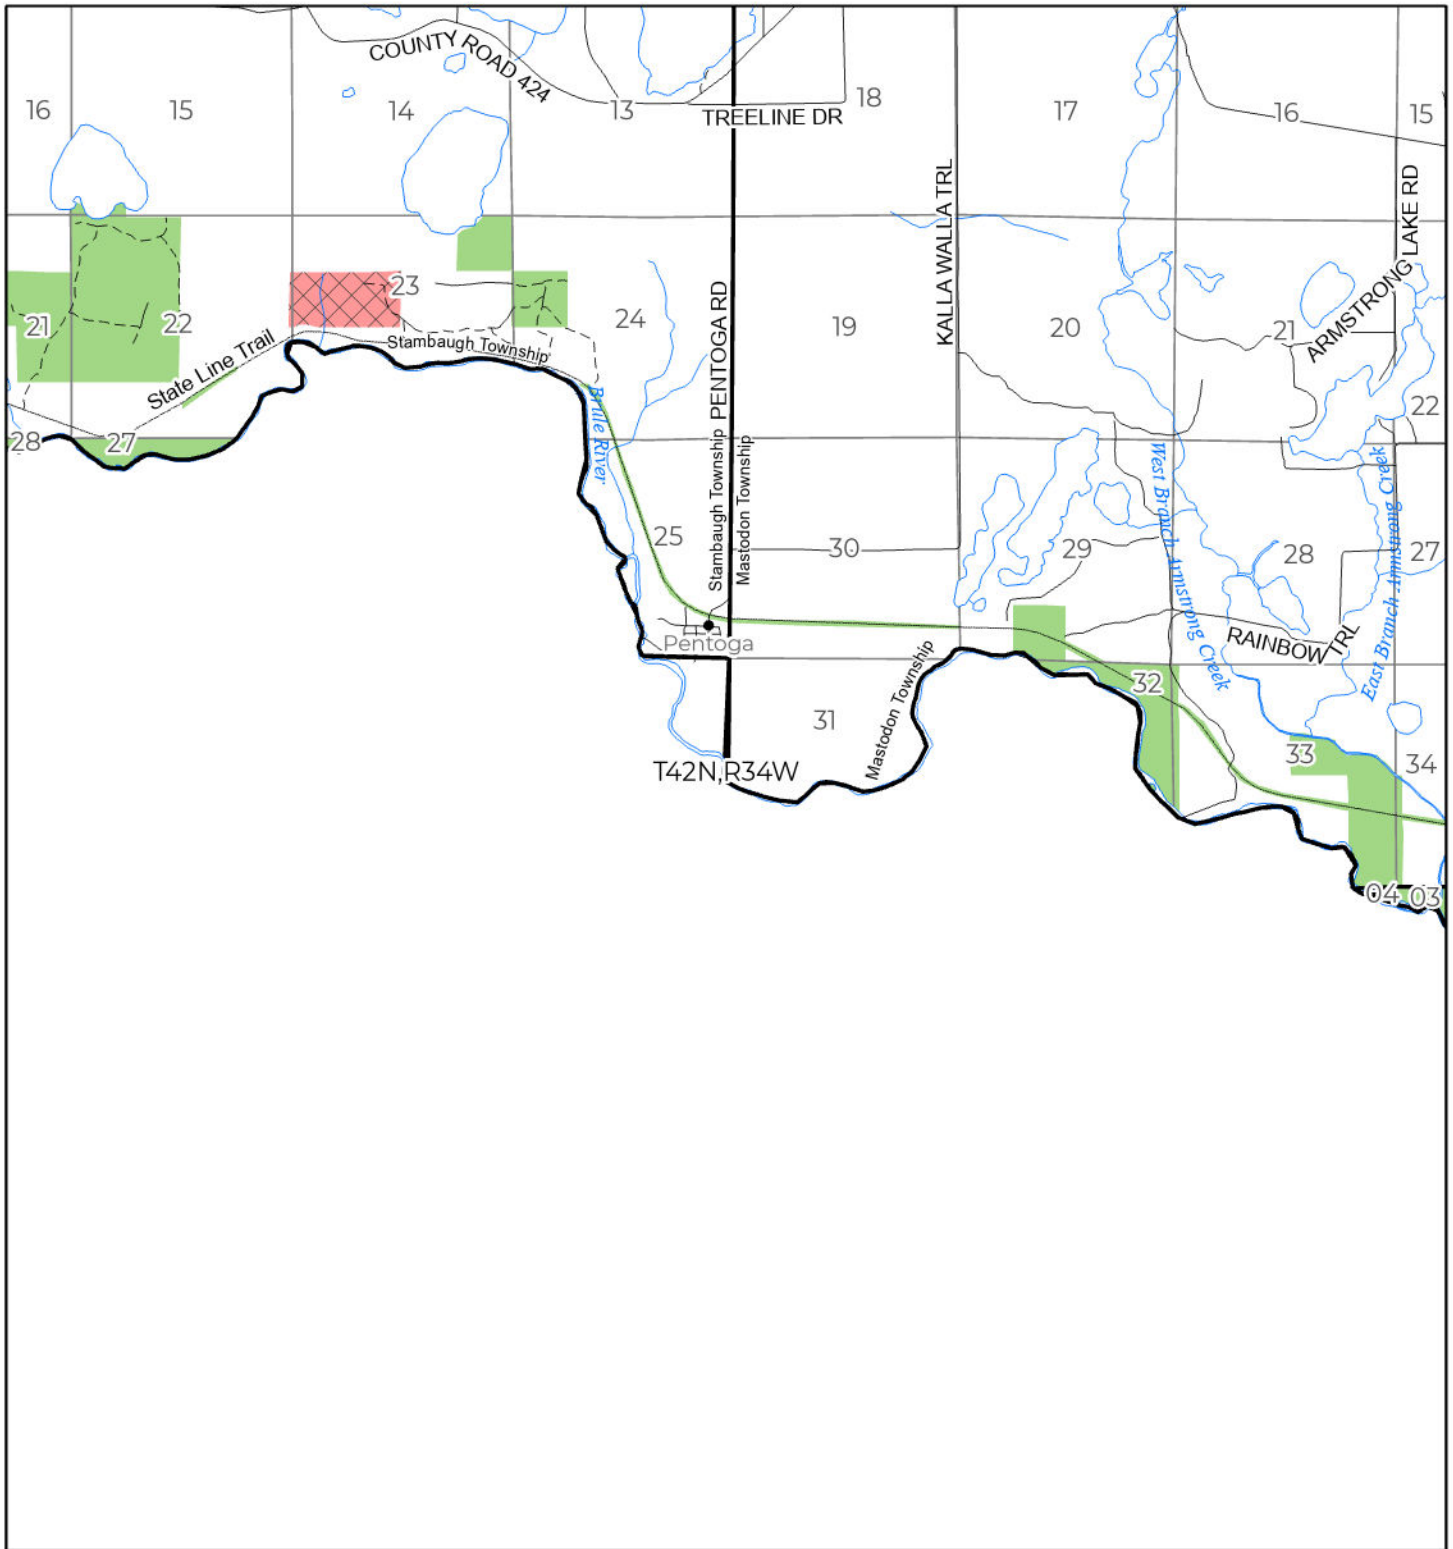 COUNTY ROAD 424
16
15
14
13
18
17
16
15
TREELINE DR
KALLA WALLA TRL
ARMSTRONG LAKE RD
PENTOGA RD
21
22
23
24
19
20
21
22
State Line Trail
Stambaugh Township
Brule River
28
27
25
Stambaugh Township
Mastodon Township
30
29
28
27
West Branch Armstrong Creek
East Branch Armstrong Creek
RAINBOW TRL
Pentoga
Mastodon Township
31
32
33
34
T42N,R34W
04
03